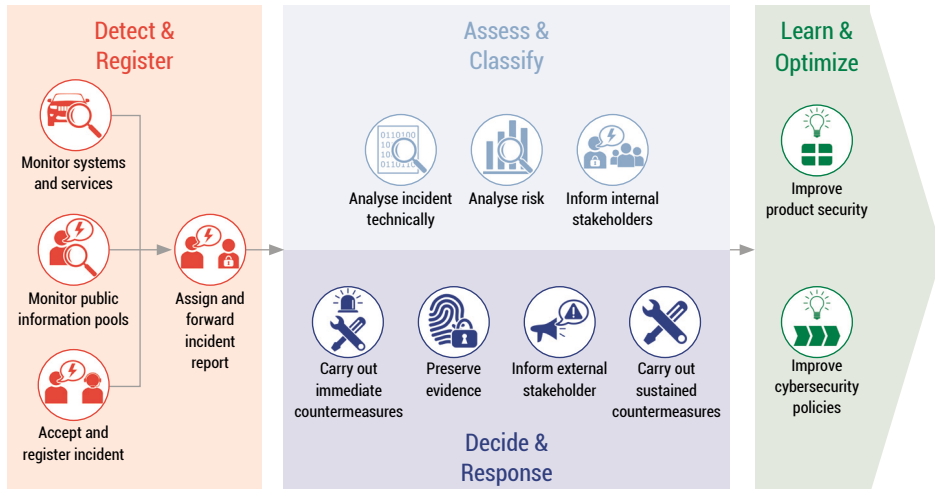 Detect &
Register
Monitor systems
and services
Monitor public
information pools
Accept and
register incident
Assign and
forward
incident
report
Assess &
Classify
0110100
Analyse incident
technically
Analyse risk
Inform internal
stakeholders
Carry out
immediate
countermeasures
Preserve
evidence
Inform external
stakeholder
Carry out
sustained
countermeasures
Decide &
Response
Learn &
Optimize
Improve
product security
Improve
cybersecurity
policies